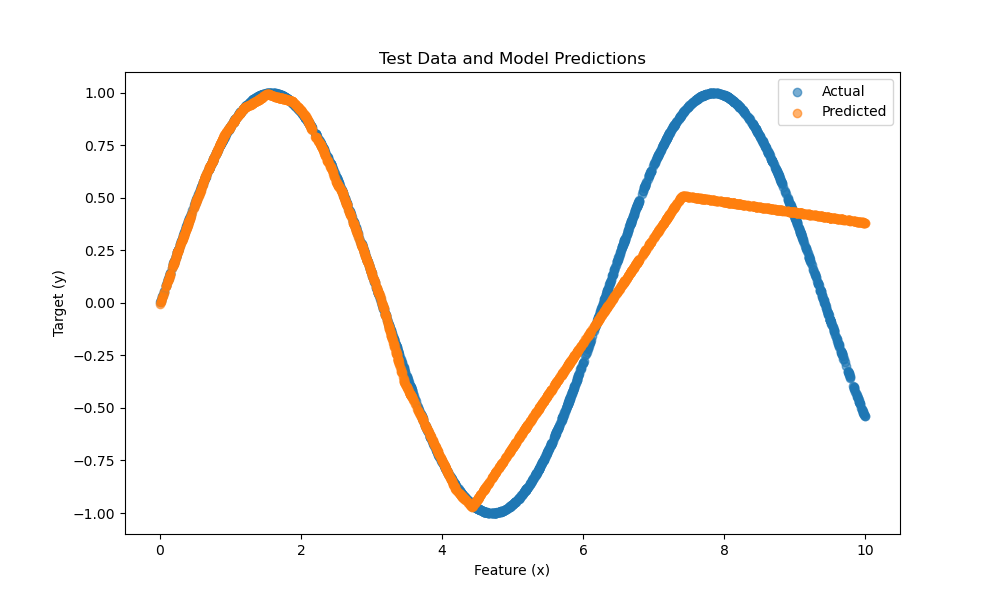 Test Data and Model Predictions
Actual
Predicted
1.00
0.75
0.50
0.25
0.00
−0.25
−0.50
−0.75
−1.00
Target (y)
0 2 4 6 8 10
Feature (x)